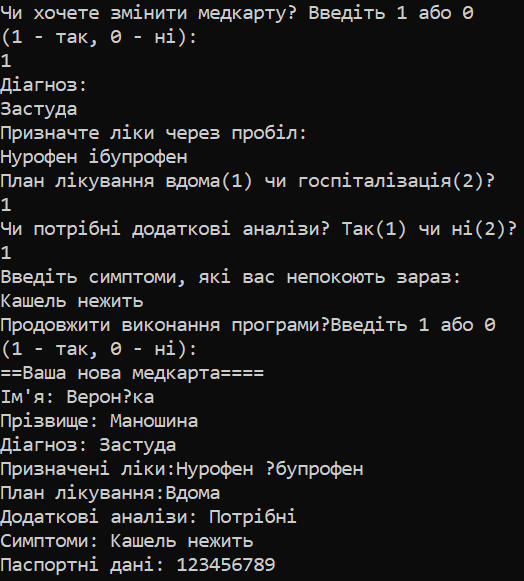 Чи хочете змінити медкарту? Введіть 1 або 0
(1 - так, 0 - ні):
1
Діагноз:
Застуда
Призначте ліки через пробіл:
Нурофен ібупрофен
План лікування вдома(1) чи госпіталізація(2)?
1
Чи потрібні додаткові анализи? Так(1) чи ні(2)?
1
Введіть симптоми, які вас непокоють зараз:
Кашель нежить
Продовжити виконання програми?Введіть 1 або 0
(1 - так, 0 - ні):
==Ваша нова медкарта====
Ім'я: Верон?ка
Прізвище: Маношина
Діагноз: Застуда
Призначені ліки:Нурофен ?бупрофен
План лікування:Вдома
Додаткові анализи: Потрібні
Симптоми: Кашель нежить
Паспортні дані: 123456789